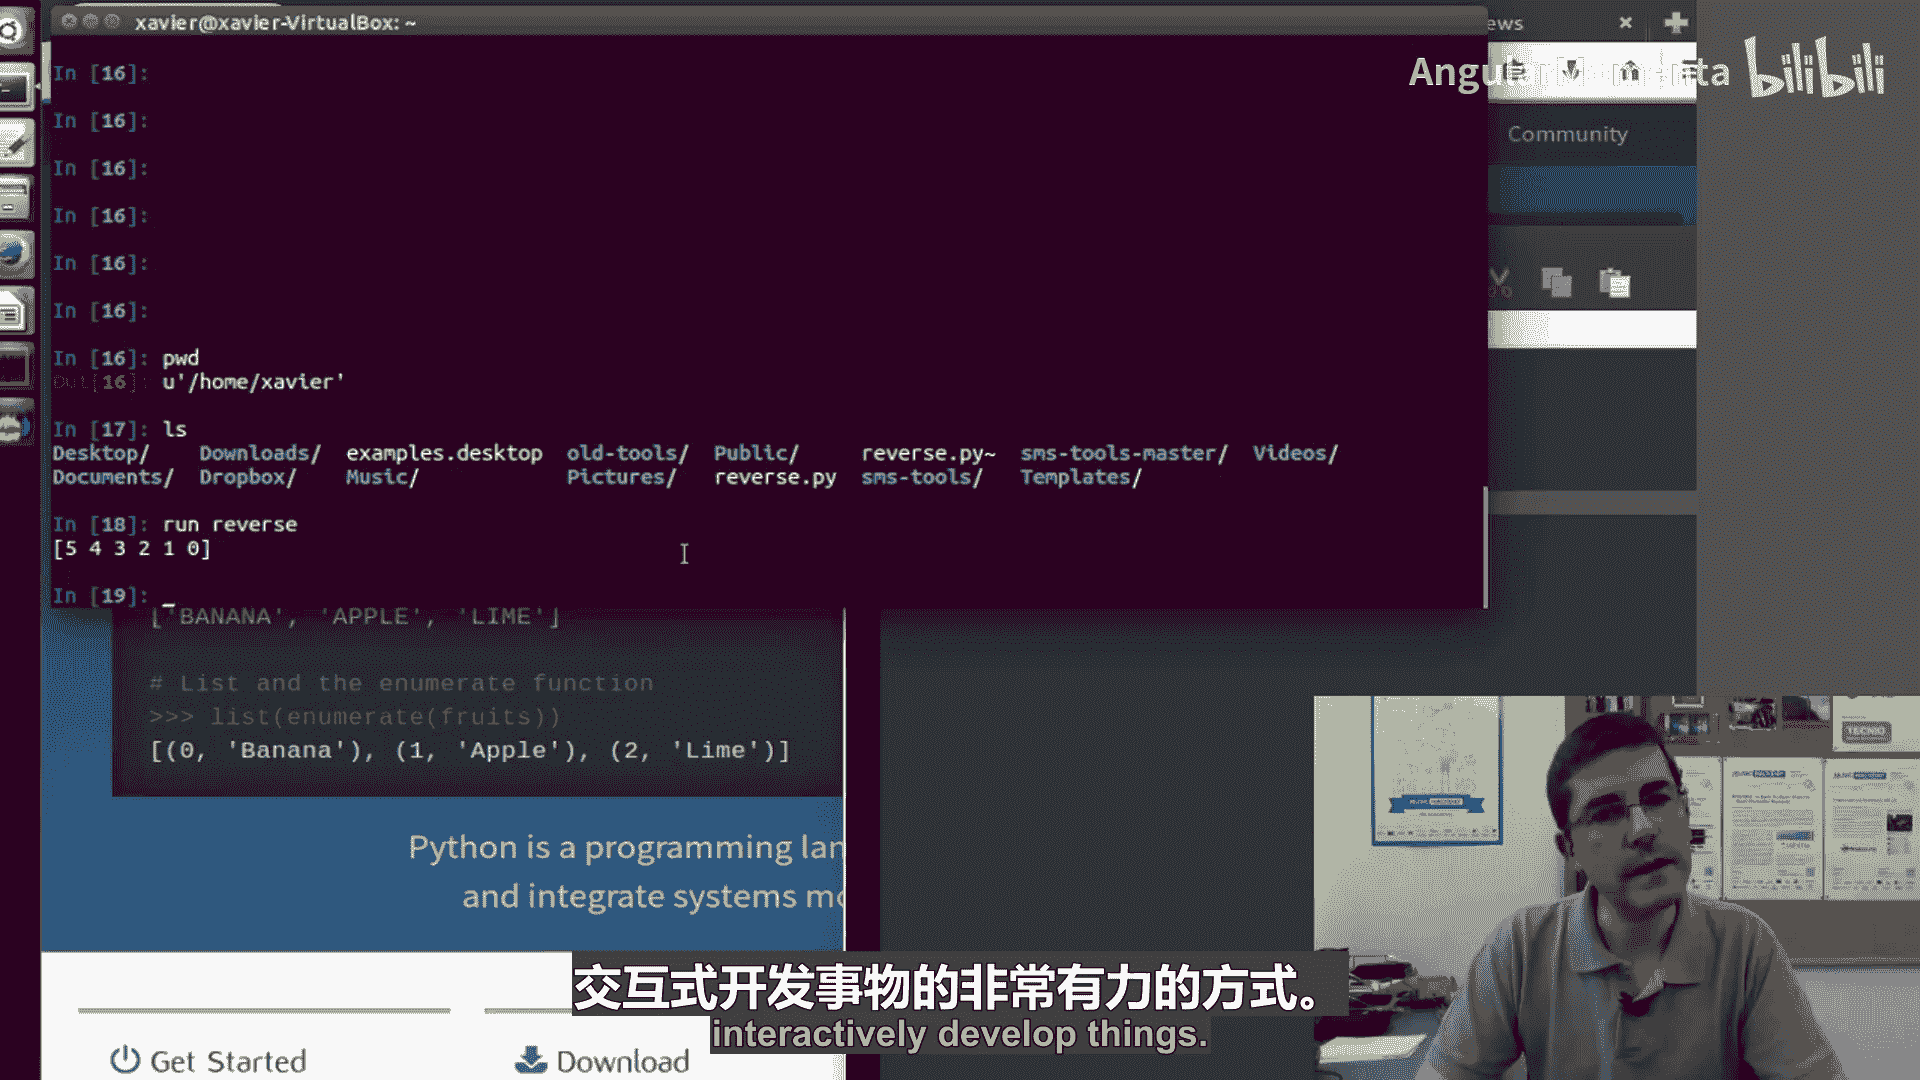 xavier@xavier-VirtualBox: ~
ews
In [16]:
In [16]:
In [16]:
In [16]:
In [16]:
In [16]:
In [16]: pwd
Out[16]: u'/home/xavier'
In [17]: ls
Desktop/ Downloads/ examples.desktop old-tools/ Public/ reverse.py~ sms-tools-master/ Videos/
Documents/ Dropbox/ Music/ Pictures/ reverse.py sms-tools/ Templates/
In [18]: run reverse
[5 4 3 2 1 0]
In [19]: _
bilibili
Community
['BANANA', 'APPLE', 'LIME']
# List and the enumerate function
>>> list(enumerate(fruits))
[(0, 'Banana'), (1, 'Apple'), (2, 'Lime')]
Python is a programming lan
and integrate systems mo
Get Started
Download
TECNIO
交互式开发事物的非常有力的方式。
interactively develop things.